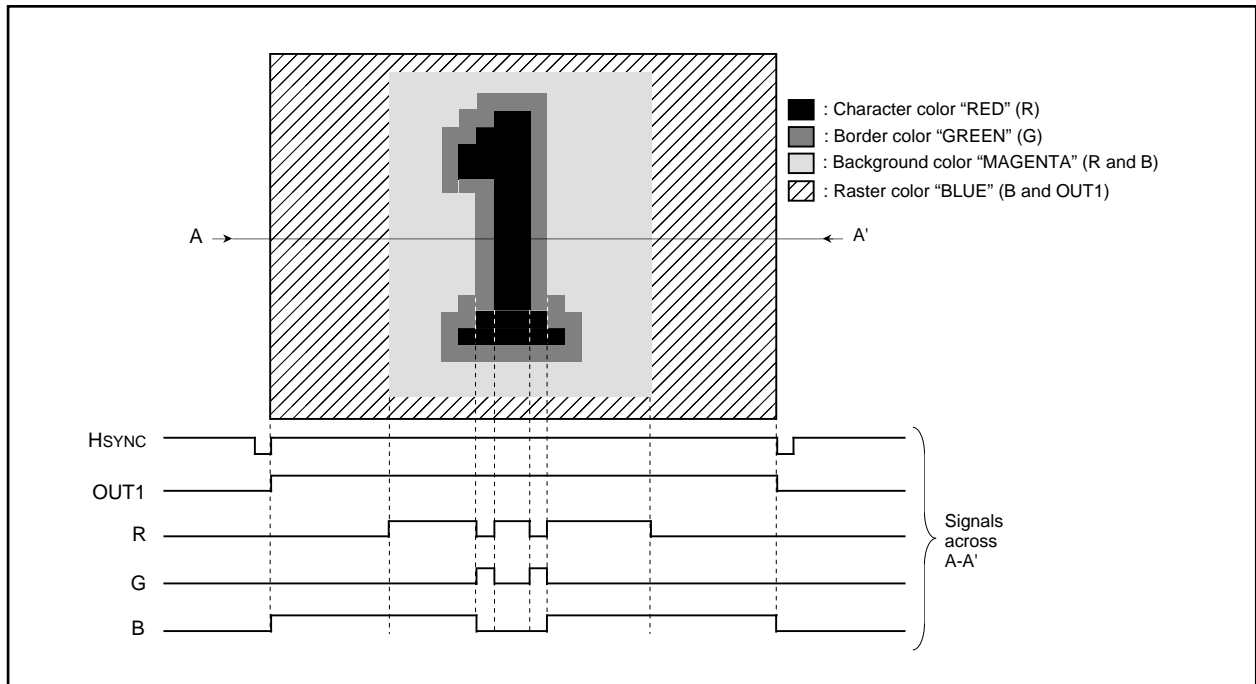 : Character color “RED” (R)
: Border color “GREEN” (G)
: Background color “MAGENTA” (R and B)
: Raster color “BLUE” (B and OUT1)
A
A'
HSYNC
OUT1
R
G
B
Signals
across
A-A'